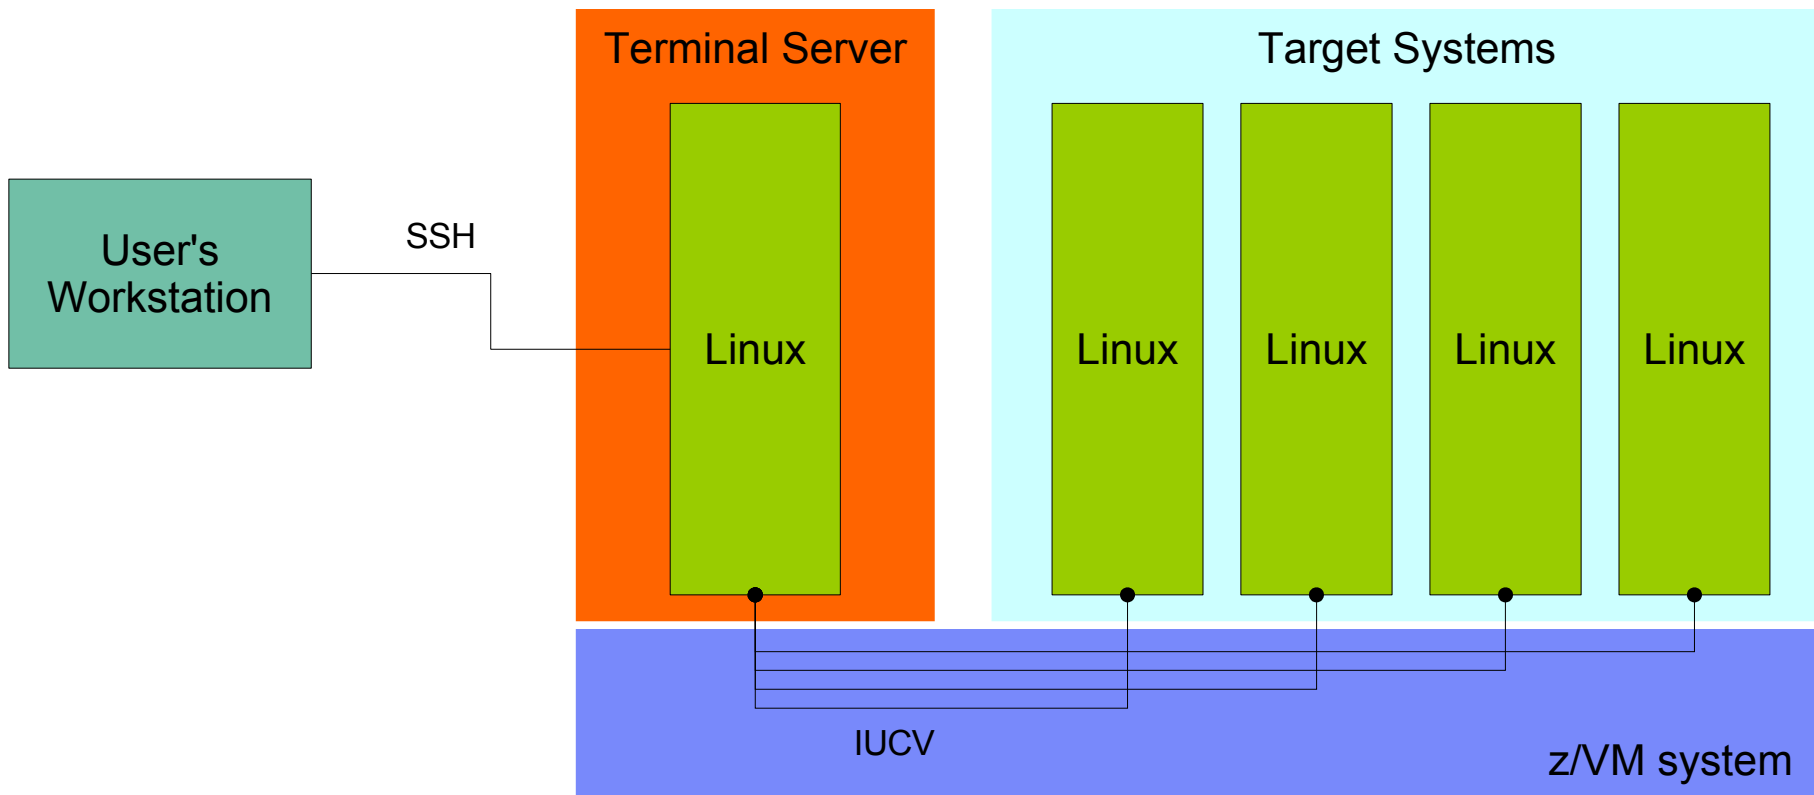 Terminal Server
Target Systems
User's
Workstation
SSH
Linux
Linux
Linux
Linux
Linux
IUCV
z/VM system